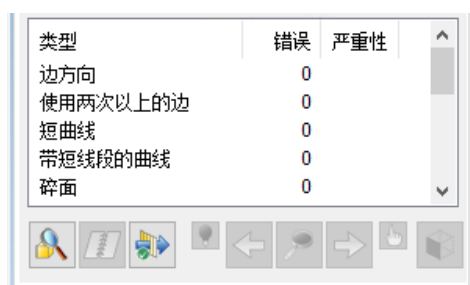 类型 错误 严重性
边方向 0
使用两次以上的边 0
短曲线 0
带短线段的曲线 0
碎面 0